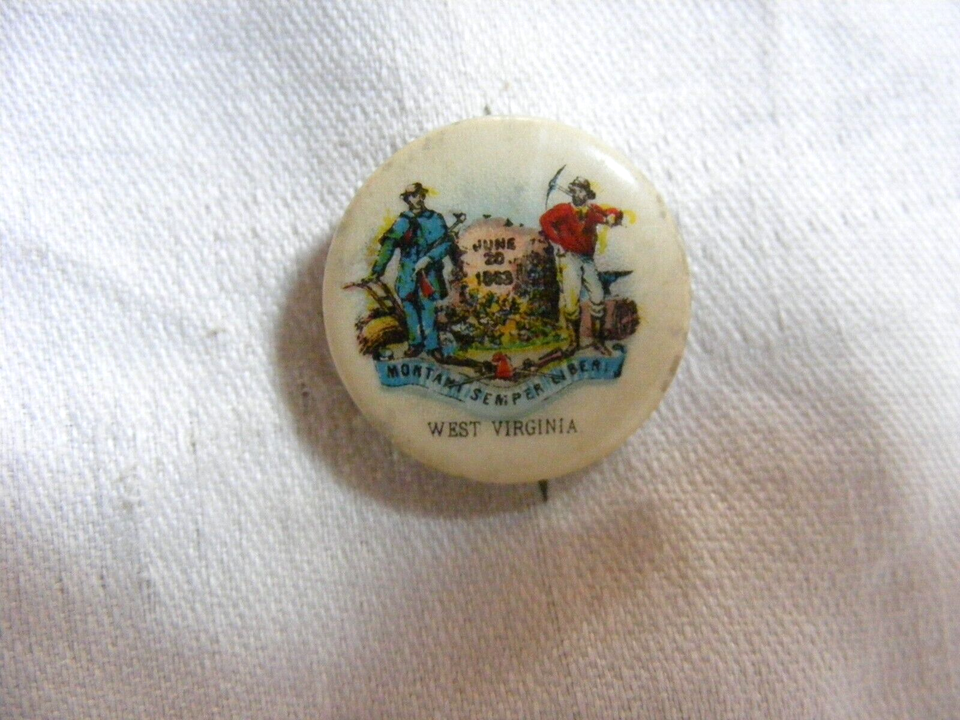 JUNE
20
1863
MONTANI SEMPER LIBERI
WEST VIRGINIA